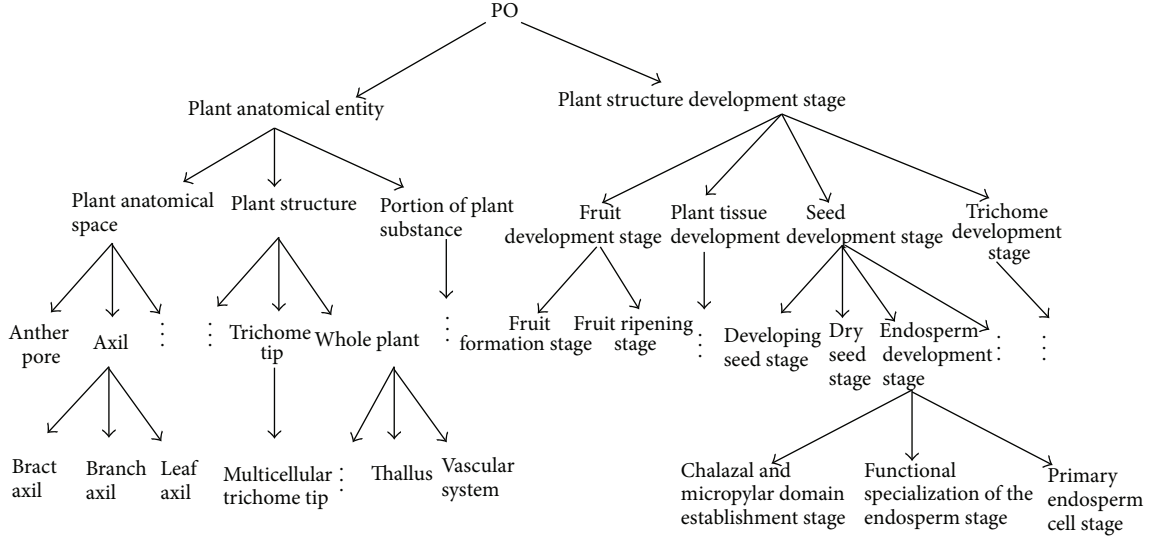 PO
Plant anatomical entity
Plant structure development stage
Plant anatomical
space
Plant structure
Portion of plant
substance
Fruit
development stage
Plant tissue
development
Seed
development stage
Trichome
development
stage
Anther
pore
Axil
Trichome
tip
Whole plant
Fruit
formation stage
Fruit ripening
stage
Developing
seed stage
Dry
seed
stage
Endosperm
development
stage
Bract
axil
Branch
axil
Leaf
axil
Multicellular
trichome tip
Thallus
Vascular
system
Chalazal and
micropylar domain
establishment stage
Functional
specialization of the
endosperm stage
Primary
endosperm
cell stage